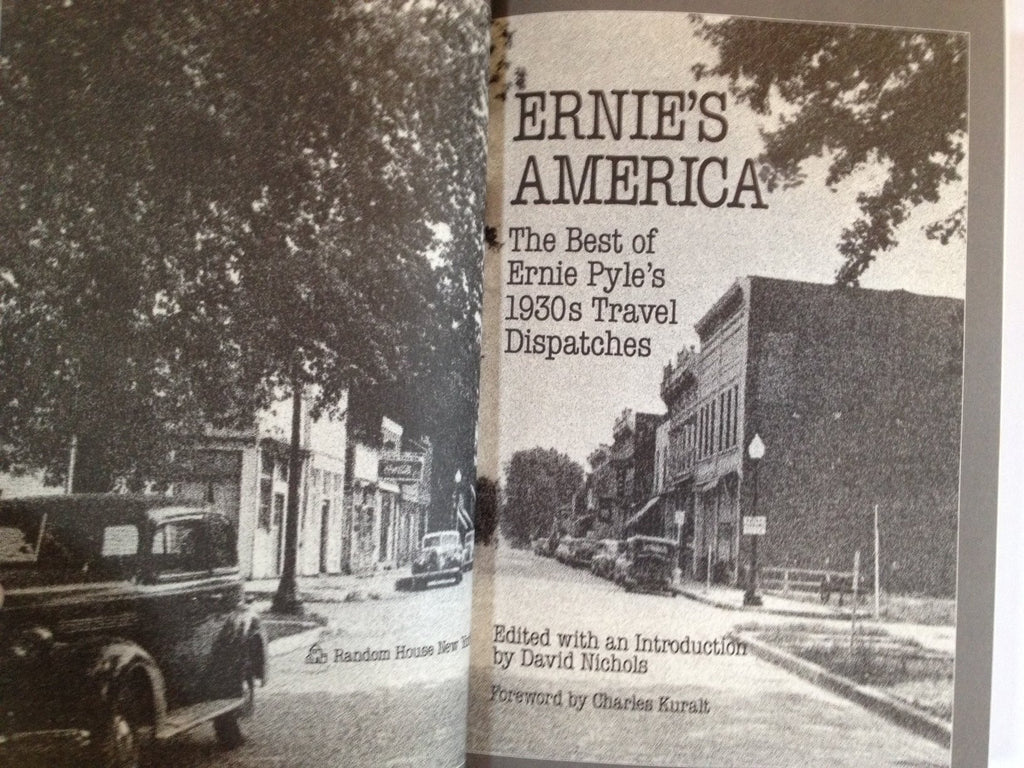 ERNIE'S
AMERICA
The Best of
Ernie Pyle's
1930s Travel
Dispatches
Random House New
Edited with an Introduction
by David Nichols
Foreword by Charles Kuralt